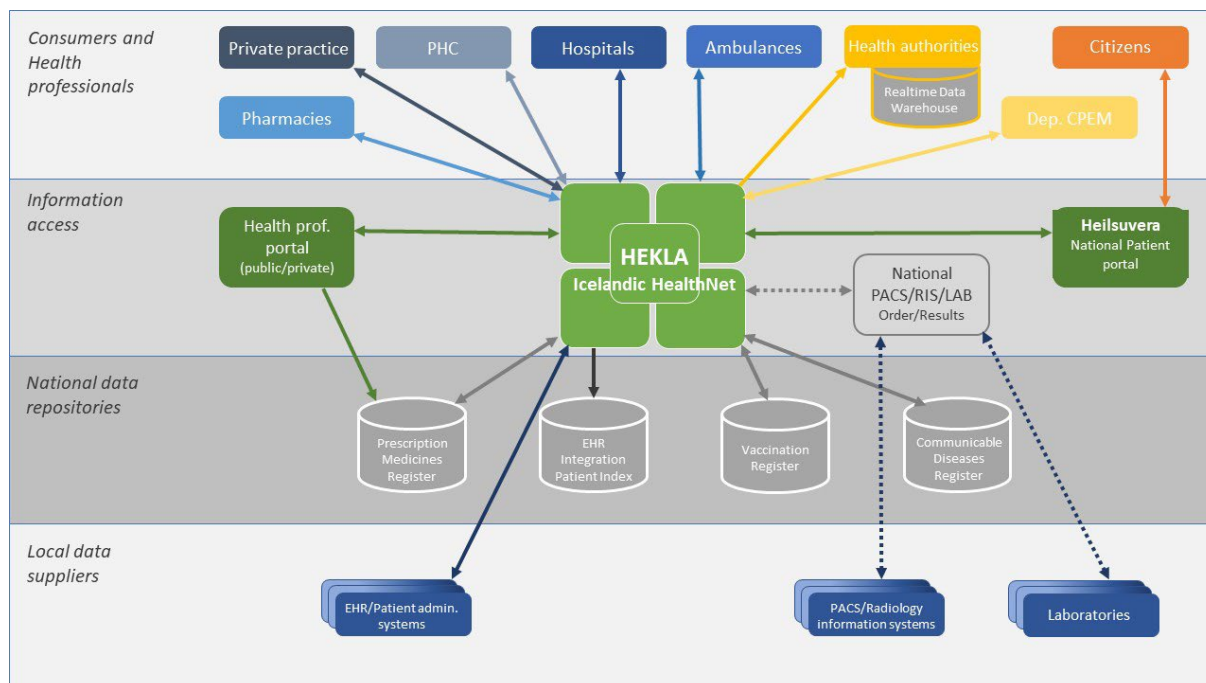 Consumers and
Health
professionals
Private practice
PHC
Hospitals
Ambulances
Health authorities
Citizens
Realtime Data
Warehouse
Pharmacies
Dep. CPEM
Information
access
Health prof.
portal
(public/private)
HEKLA
Icelandic HealthNet
National
PACS/RIS/LAB
Order/Results
Heilsuvera
National Patient
portal
National data
repositories
Prescription
Medicines
Register
EHR
Integration
Patient Index
Vaccination
Register
Communicable
Diseases
Register
Local data
suppliers
EHR/Patient admin.
systems
PACS/Radiology
information systems
Laboratories